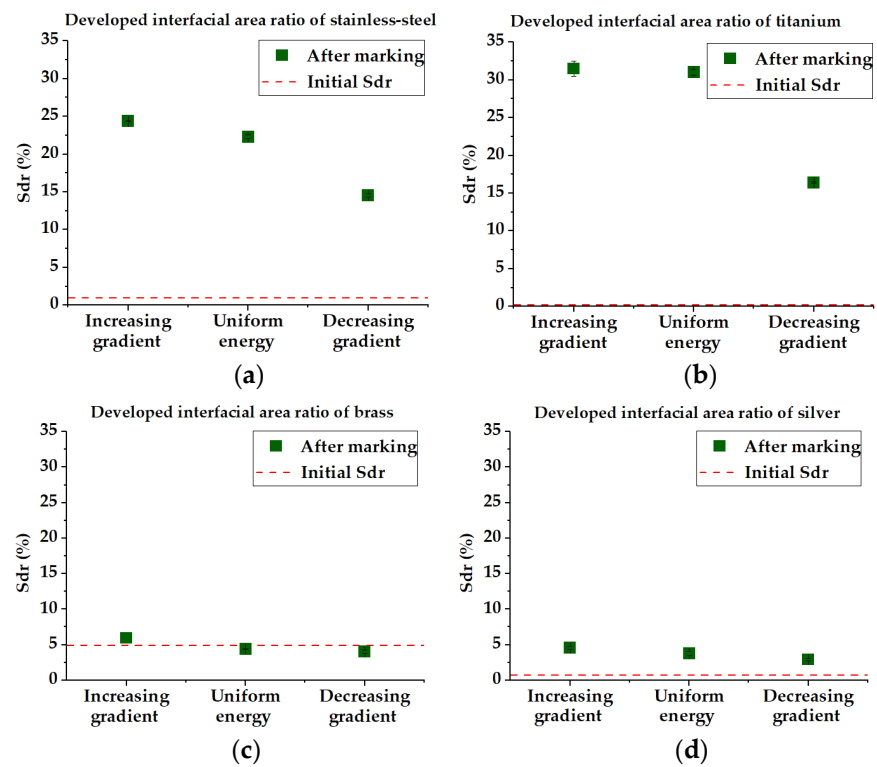 Developed interfacial area ratio of stainless-steel
35
30
25
20
15
10
5
0
Sdr (%)
After marking
Initial Sdr
Increasing gradient
Uniform energy
Decreasing gradient
(a)
Developed interfacial area ratio of titanium
35
30
25
20
15
10
5
0
Sdr (%)
After marking
Initial Sdr
Increasing gradient
Uniform energy
Decreasing gradient
(b)
Developed interfacial area ratio of brass
35
30
25
20
15
10
5
0
Sdr (%)
After marking
Initial Sdr
Increasing gradient
Uniform energy
Decreasing gradient
(c)
Developed interfacial area ratio of silver
35
30
25
20
15
10
5
0
Sdr (%)
After marking
Initial Sdr
Increasing gradient
Uniform energy
Decreasing gradient
(d)